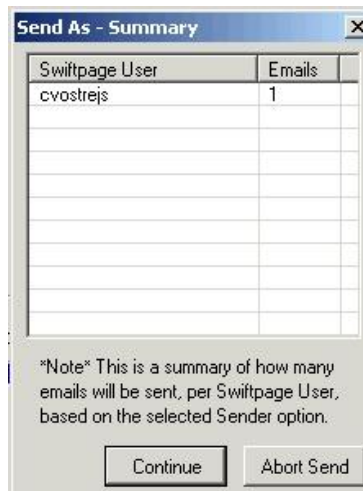 Send As - Summary
Swiftpage User Emails
cvostrejs 1
*Note* This is a summary of how many
emails will be sent, per Swiftpage User,
based on the selected Sender option.
Continue Abort Send